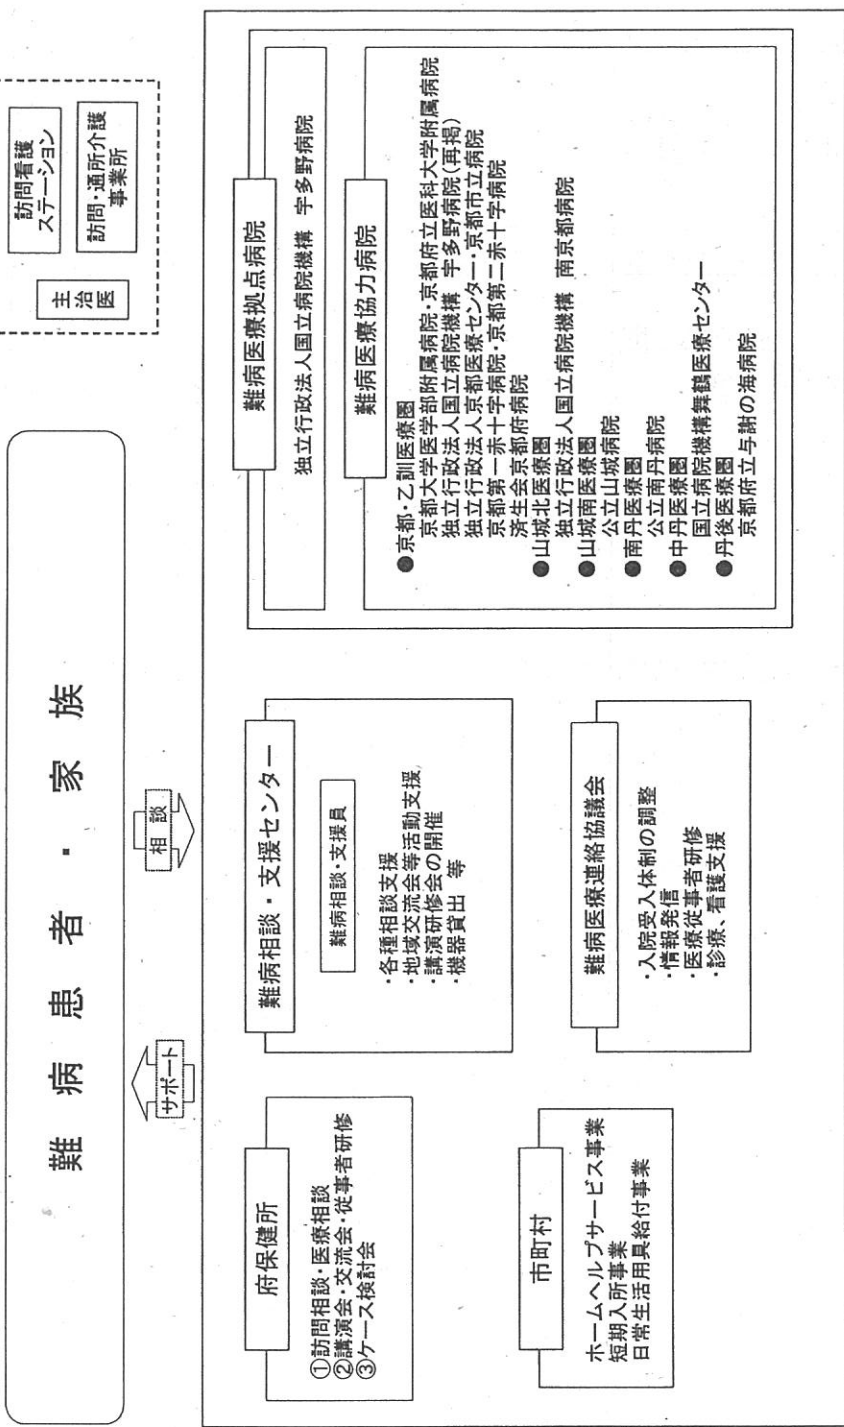 難病患者・家族
主治医
訪問看護
ステーション
訪問・通所介護
事業所
サポート
相談
府保健所
①訪問相談・医療相談
②講演会・交流会・従事者研修
③ケース検討会
市町村
ホームヘルプサービス事業
短期入所事業
日常生活用具給付事業
難病相談・支援センター
難病相談・支援員
・各種相談支援
・地域交流会等活動支援
・講演研修会の開催
・機器貸出 等
難病医療連絡協議会
・入院受入体制の調整
・情報発信
・医療従事者研修
・診療、看護支援
難病医療拠点病院
独立行政法人国立病院機構 宇多野病院
難病医療協力病院
●京都・乙訓医療圏
京都大学医学部附属病院・京都府立医科大学附属病院
独立行政法人国立病院機構 宇多野病院(再掲)
独立行政法人京都医療センター・京都市立病院
京都第一赤十字病院・京都第二赤十字病院
済生会京都府病院
●山城北医療圏
独立行政法人国立病院機構 南京都病院
●山城南医療圏
公立山城病院
●南丹医療圏
公立南丹病院
●中丹医療圏
国立病院機構舞鶴医療センター
●丹後医療圏
京都府立与謝の海病院